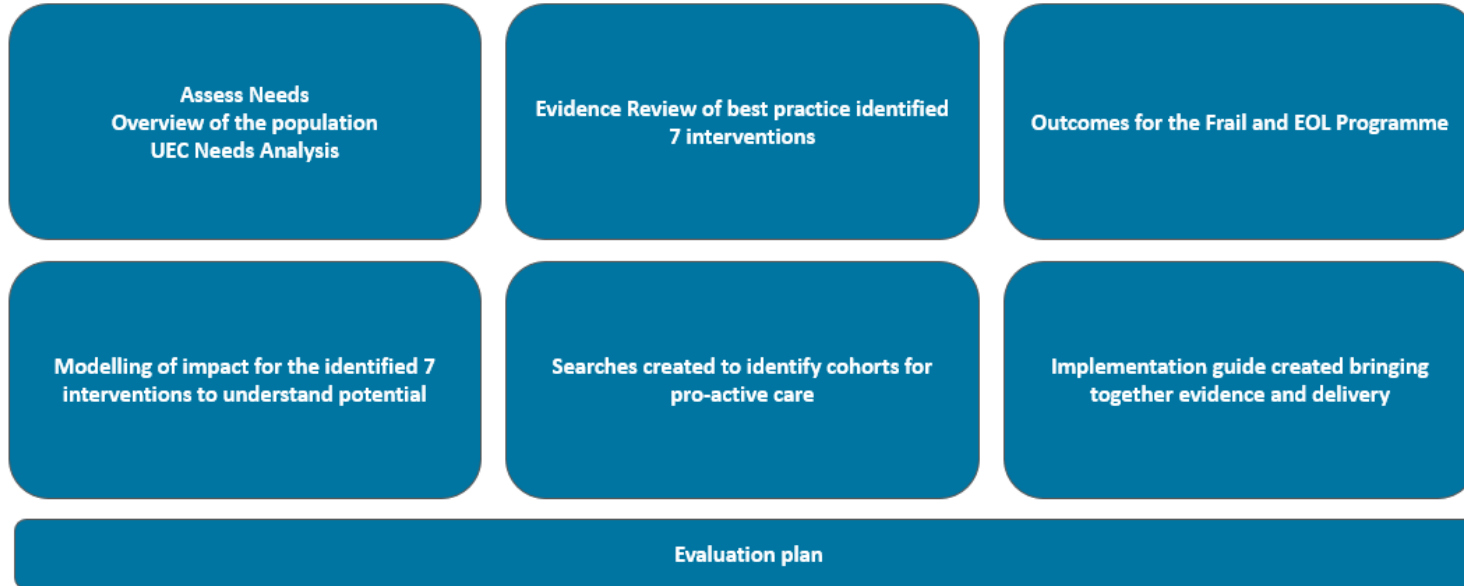 Assess Needs
Overview of the population
UEC Needs Analysis
Evidence Review of best practice identified
7 interventions
Outcomes for the Frail and EOL Programme
Modelling of impact for the identified 7
interventions to understand potential
Searches created to identify cohorts for
pro-active care
Implementation guide created bringing
together evidence and delivery
Evaluation plan